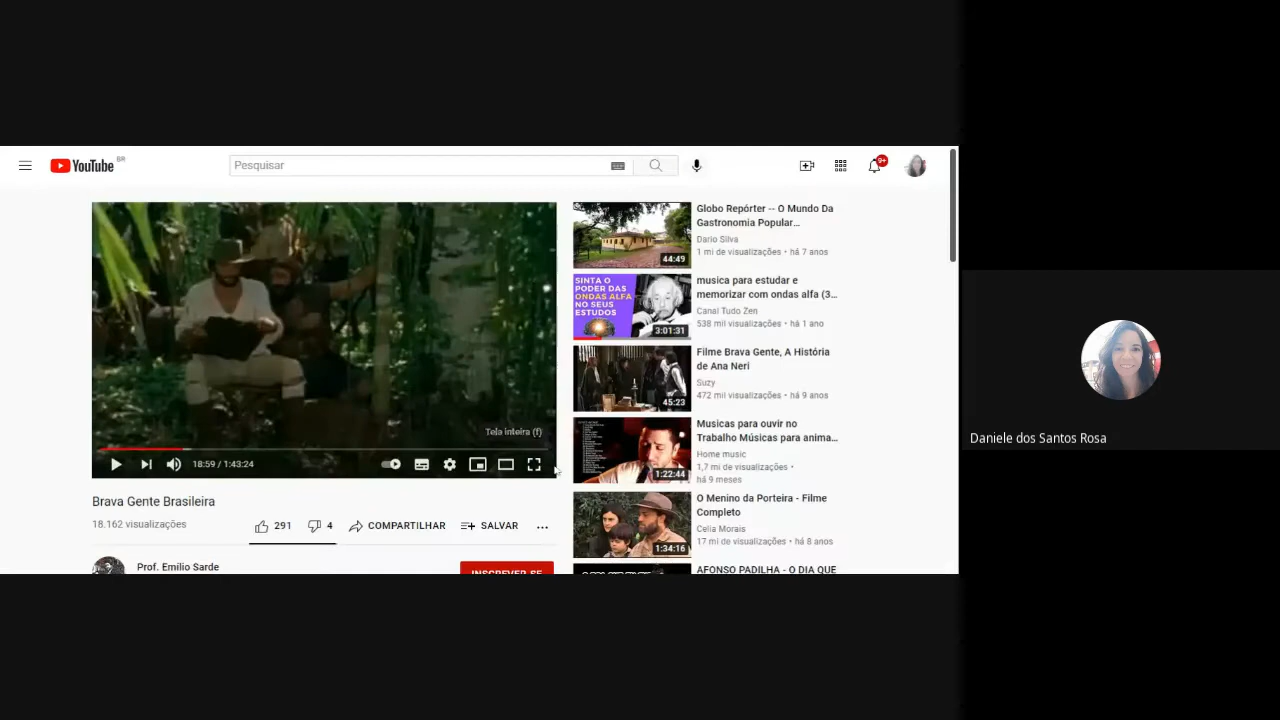 YouTube BR
Pesquisar
9+
Tela inteira (f)
18:59 / 1:43:24
Brava Gente Brasileira
18.162 visualizações
291
4
COMPARTILHAR
SALVAR
Prof. Emilio Sarde
INSCREVER-SE
44:49
Globo Repórter -- O Mundo Da
Gastronomia Popular...
Dario Silva
1 mi de visualizações • há 7 anos
SINTA O
PODER DAS
ONDAS ALFA
NO SEUS
ESTUDOS
3:01:31
musica para estudar e
memorizar com ondas alfa (3...
Canal Tudo Zen
538 mil visualizações • há 1 ano
45:23
Filme Brava Gente, A História
de Ana Neri
Suzy
472 mil visualizações • há 9 anos
1:22:44
Musicas para ouvir no
Trabalho Músicas para anima...
Home music
1,7 mi de visualizações •
há 9 meses
1:34:16
O Menino da Porteira - Filme
Completo
Celia Morais
17 mi de visualizações • há 8 anos
AFONSO PADILHA - O DIA QUE
Daniele dos Santos Rosa